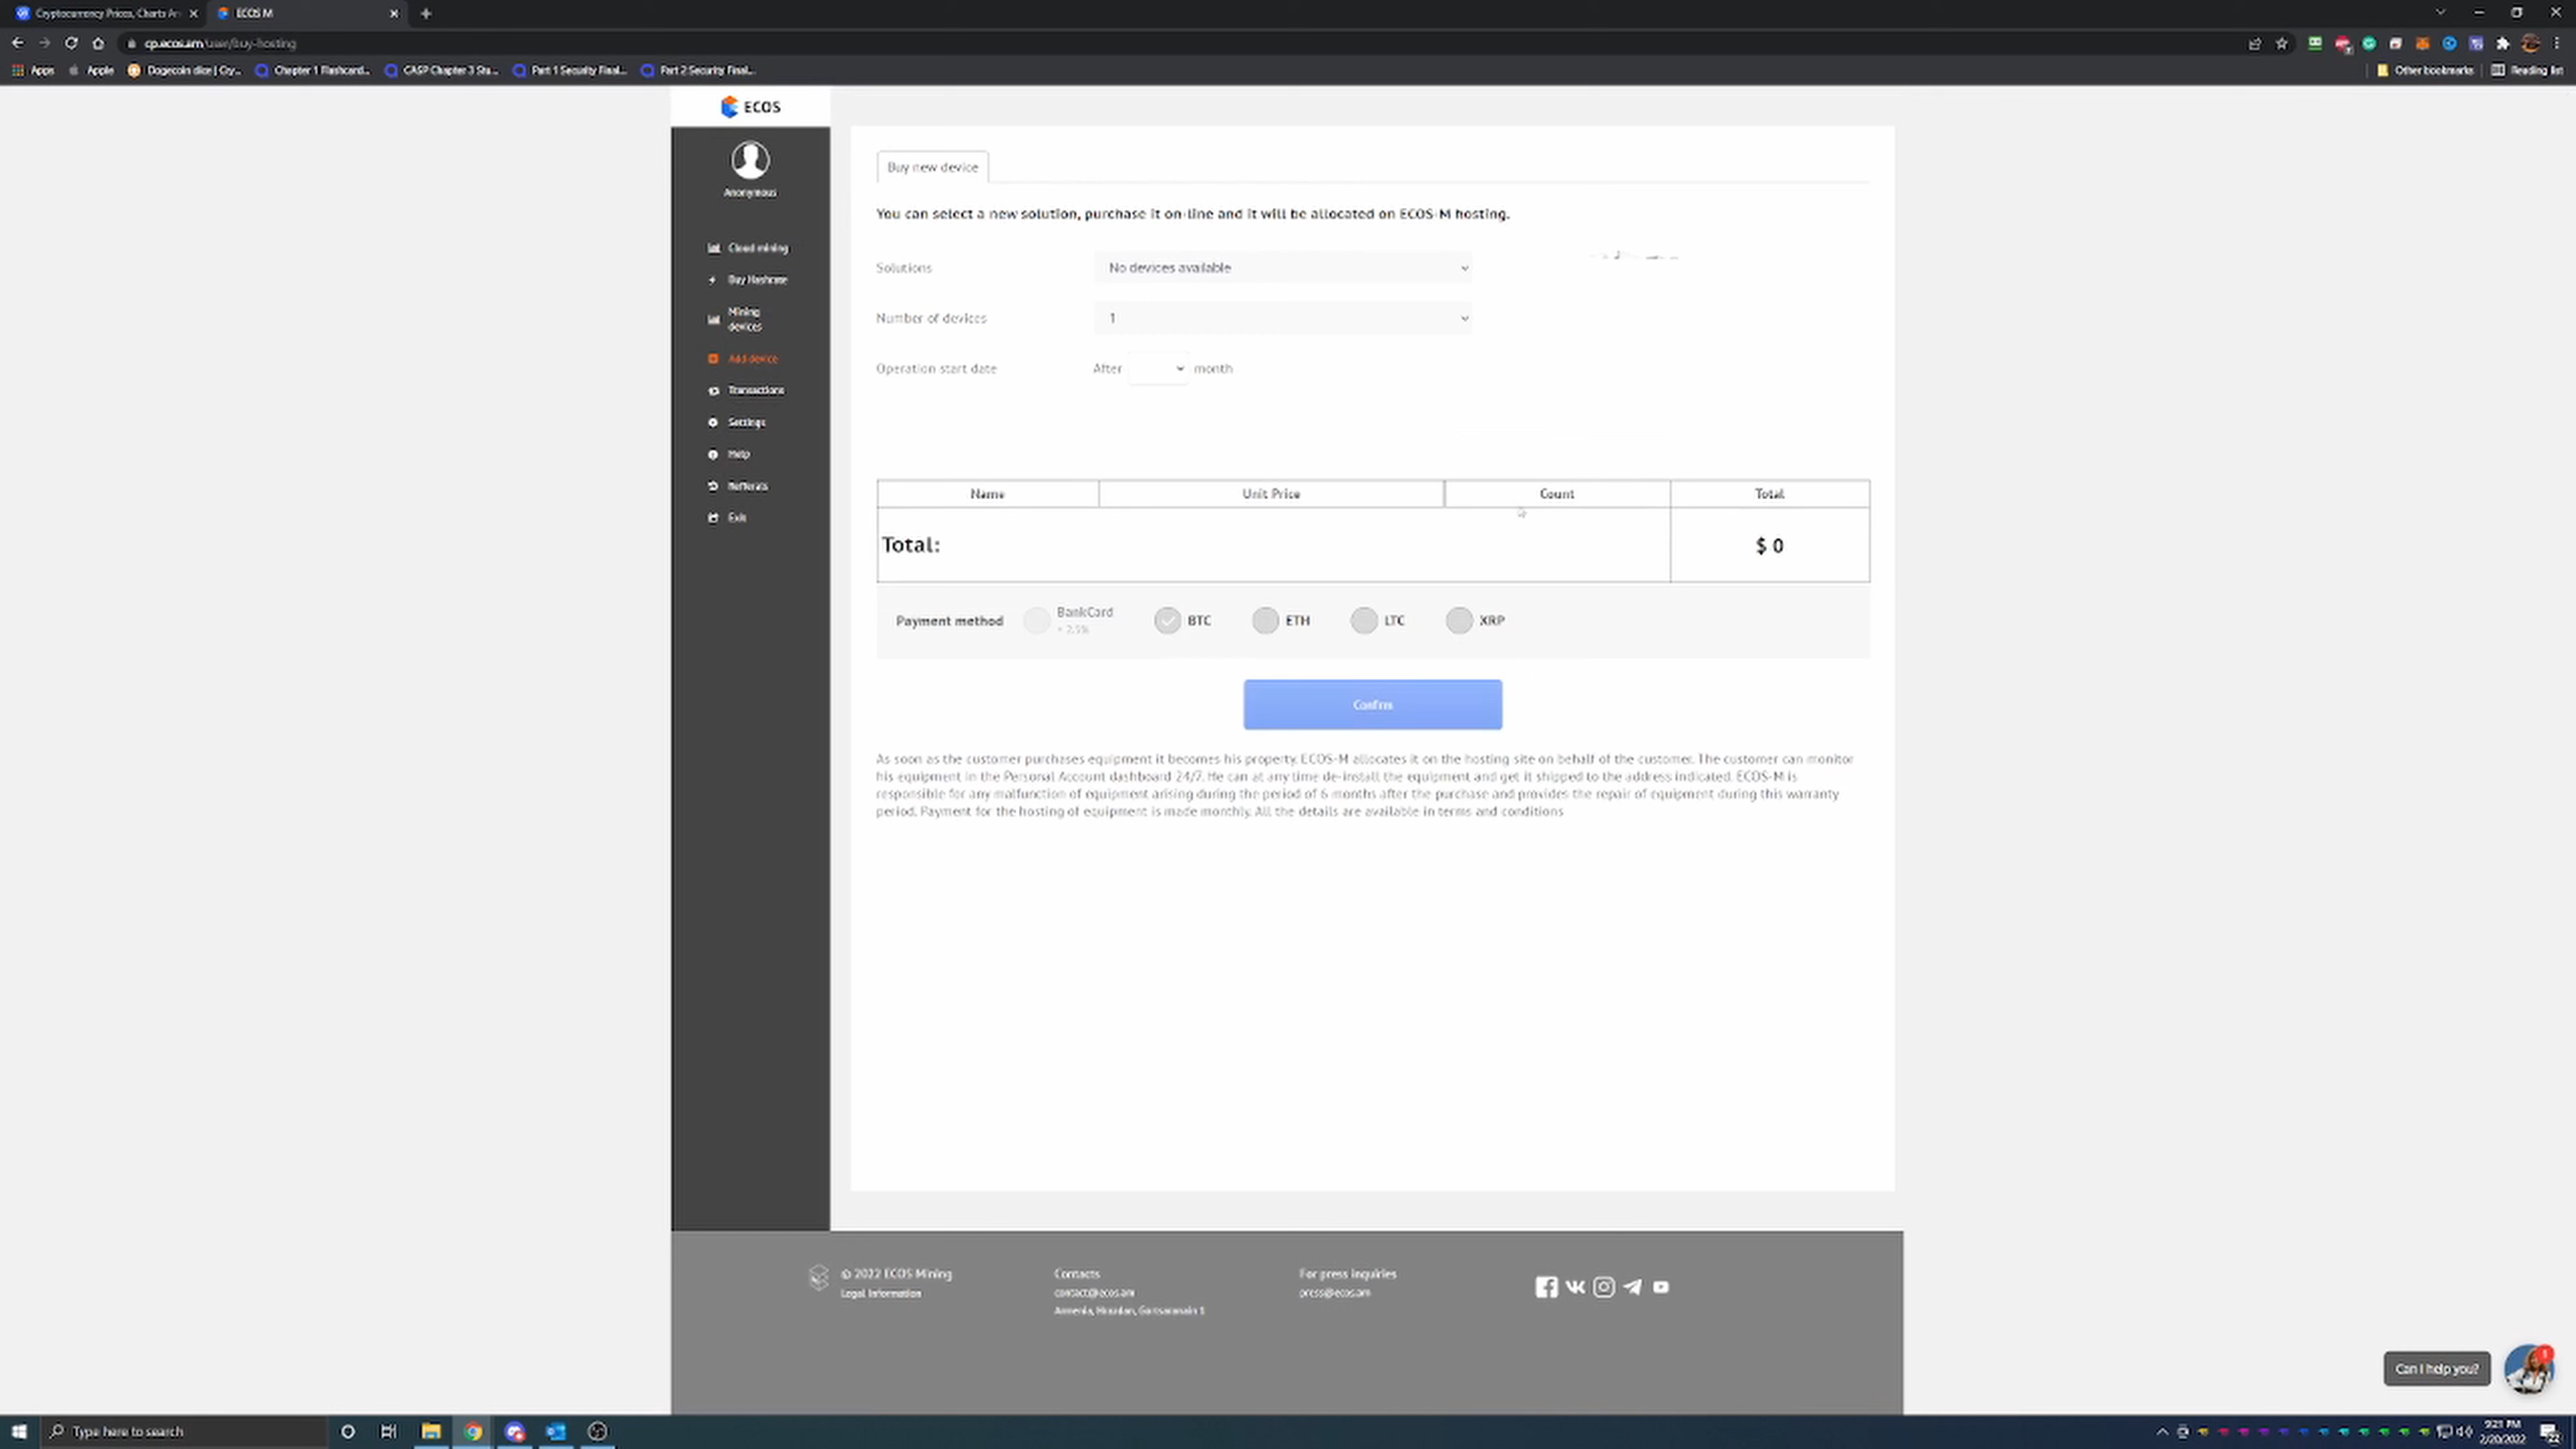 Cryptocurrency Prices, Charts An
ECOS M
cp.ecos.am/user/buy-hosting
Apps
Apple
Dogecoin dice | Cry...
Chapter 1 Flashcard...
CASP Chapter 3 Stu...
Part 1 Security Final...
Part 2 Security Final...
Other bookmarks
Reading list
ECOS
Anonymous
Cloud mining
Buy Hashrate
Mining
devices
Add device
Transactions
Settings
Help
Refferals
Exit
Buy new device
You can select a new solution, purchase it on-line and it will be allocated on ECOS-M hosting.
Solutions
No devices available
Number of devices
1
Operation start date
After
month
Name
Unit Price
Count
Total
Total:
$ 0
Payment method
BankCard
+ 2.5%
BTC
ETH
LTC
XRP
Confirm
As soon as the customer purchases equipment it becomes his property. ECOS-M allocates it on the hosting site on behalf of the customer. The customer can monitor
his equipment in the Personal Account dashboard 24/7. He can at any time de-install the equipment and get it shipped to the address indicated. ECOS-M is
responsible for any malfunction of equipment arising during the period of 6 months after the purchase and provides the repair of equipment during this warranty
period. Payment for the hosting of equipment is made monthly. All the details are available in terms and conditions
© 2022 ECOS Mining
Legal Information
Contacts
contact@ecos.am
Armenia, Hrazdan, Gortsaranain 1
For press inquiries
press@ecos.am
Can I help you?
1
Type here to search
9:21 PM
2/20/2022
22